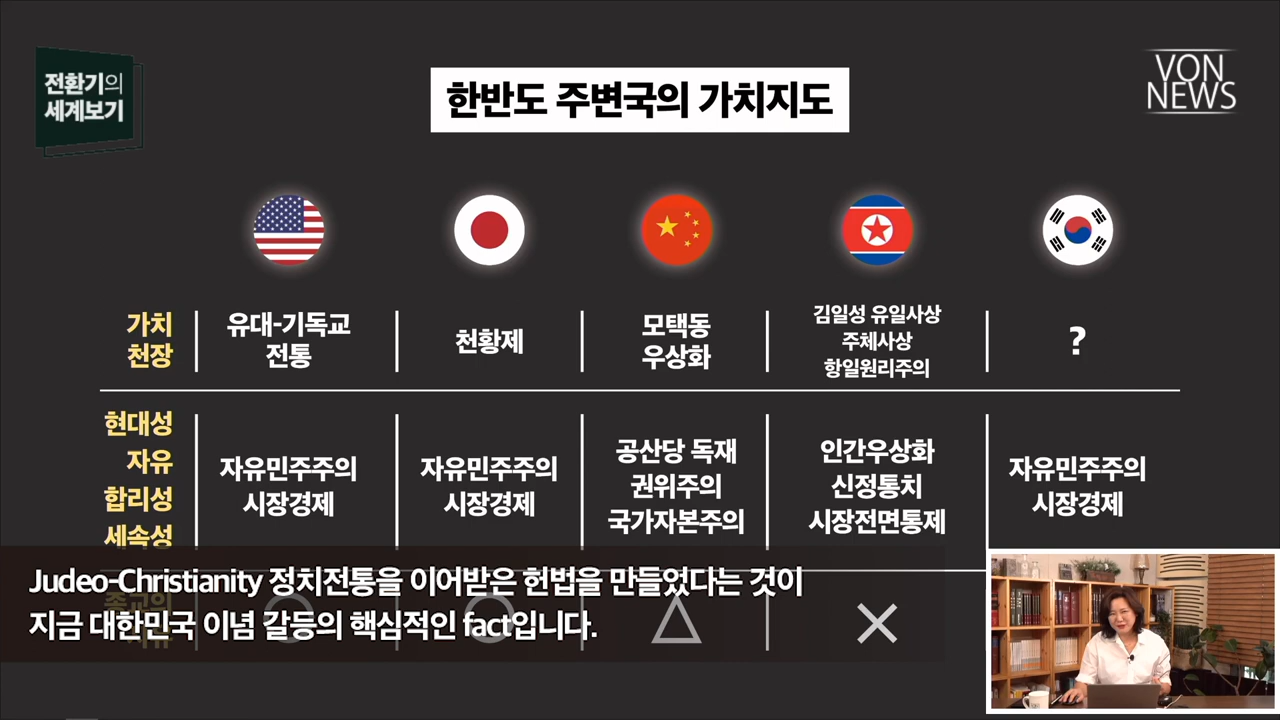 전환기의
세계보기
한반도 주변국의 가치지도
VON
NEWS
가치
천장
유대-기독교
전통
천황제
모택동
우상화
김일성 유일사상
주체사상
항일원리주의
?
현대성
자유
합리성
세속성
자유민주주의
시장경제
자유민주주의
시장경제
공산당 독재
권위주의
국가자본주의
인간우상화
신정통치
시장전면통제
자유민주주의
시장경제
종교의
자유
Judeo-Christianity 정치전통을 이어받은 헌법을 만들었다는 것이
지금 대한민국 이념 갈등의 핵심적인 fact입니다.